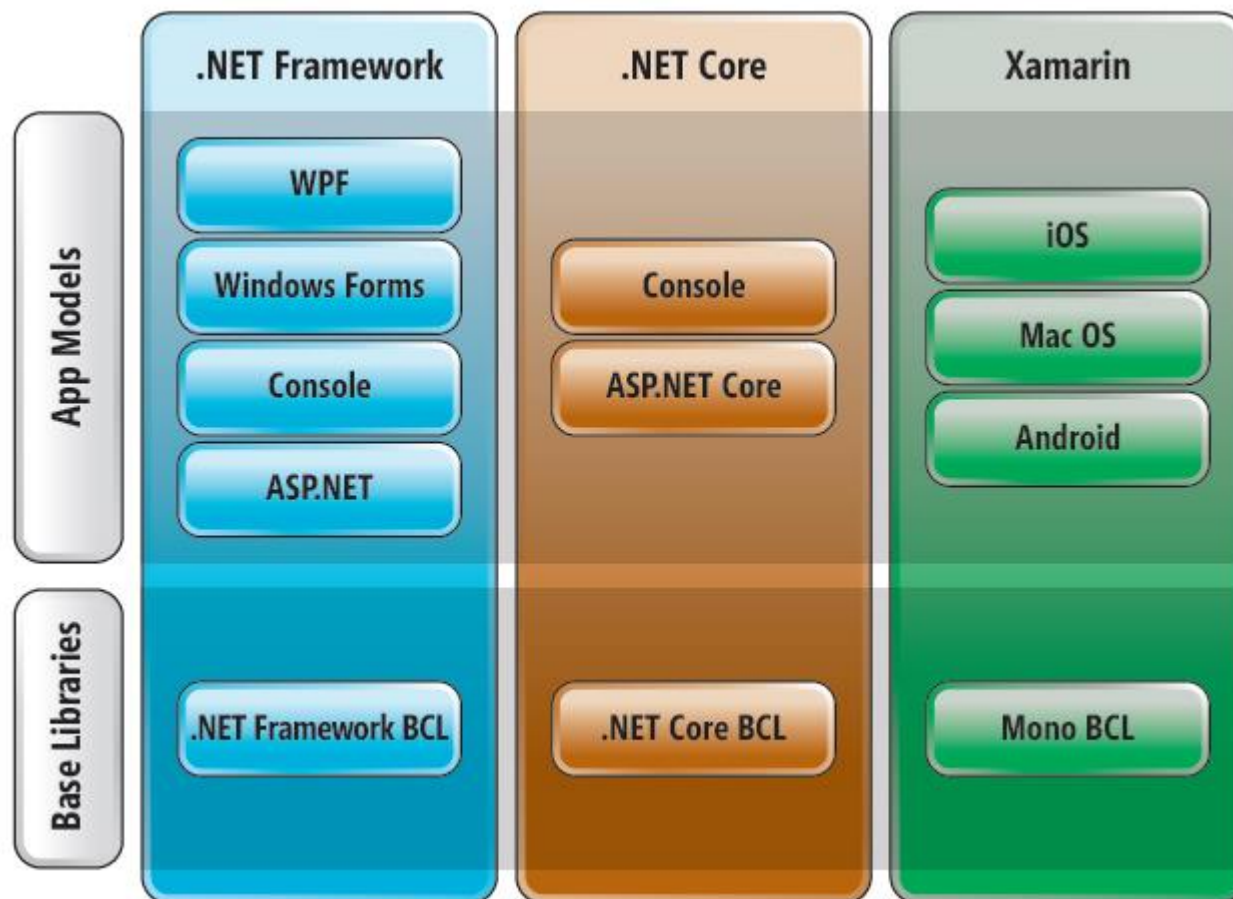 .NET Framework
.NET Core
Xamarin
App Models
WPF
Windows Forms
Console
ASP.NET
Console
ASP.NET Core
iOS
Mac OS
Android
Base Libraries
.NET Framework BCL
.NET Core BCL
Mono BCL